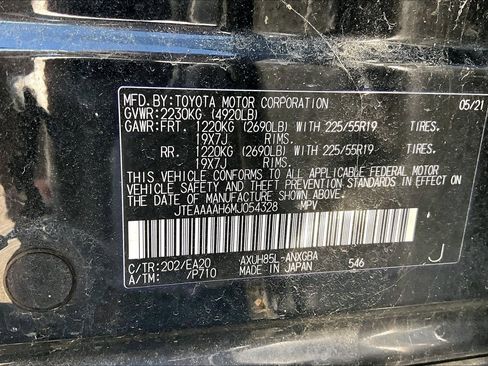 MFD.BY:TOYOTA MOTOR CORPORATION 05/21
GVWR:2230KG (4920LB)
GAWR:FRT. 1220KG (2690LB) WITH 225/55R19 TIRES.
19X7J RIMS.
RR. 1220KG (2690LB) WITH 225/55R19 TIRES.
19X7J RIMS.
THIS VEHICLE CONFORMS TO ALL APPLICABLE FEDERAL MOTOR
VEHICLE SAFETY AND THEFT PREVENTION STANDARDS IN EFFECT
ON THE DATE OF MANUFACTURE SHOWN ABOVE.
JTEAAAAH6MJ054328 MPV
C/TR:202/EA20 AXUH85L-ANXGBA
A/TM: /P710 MADE IN JAPAN 546 J